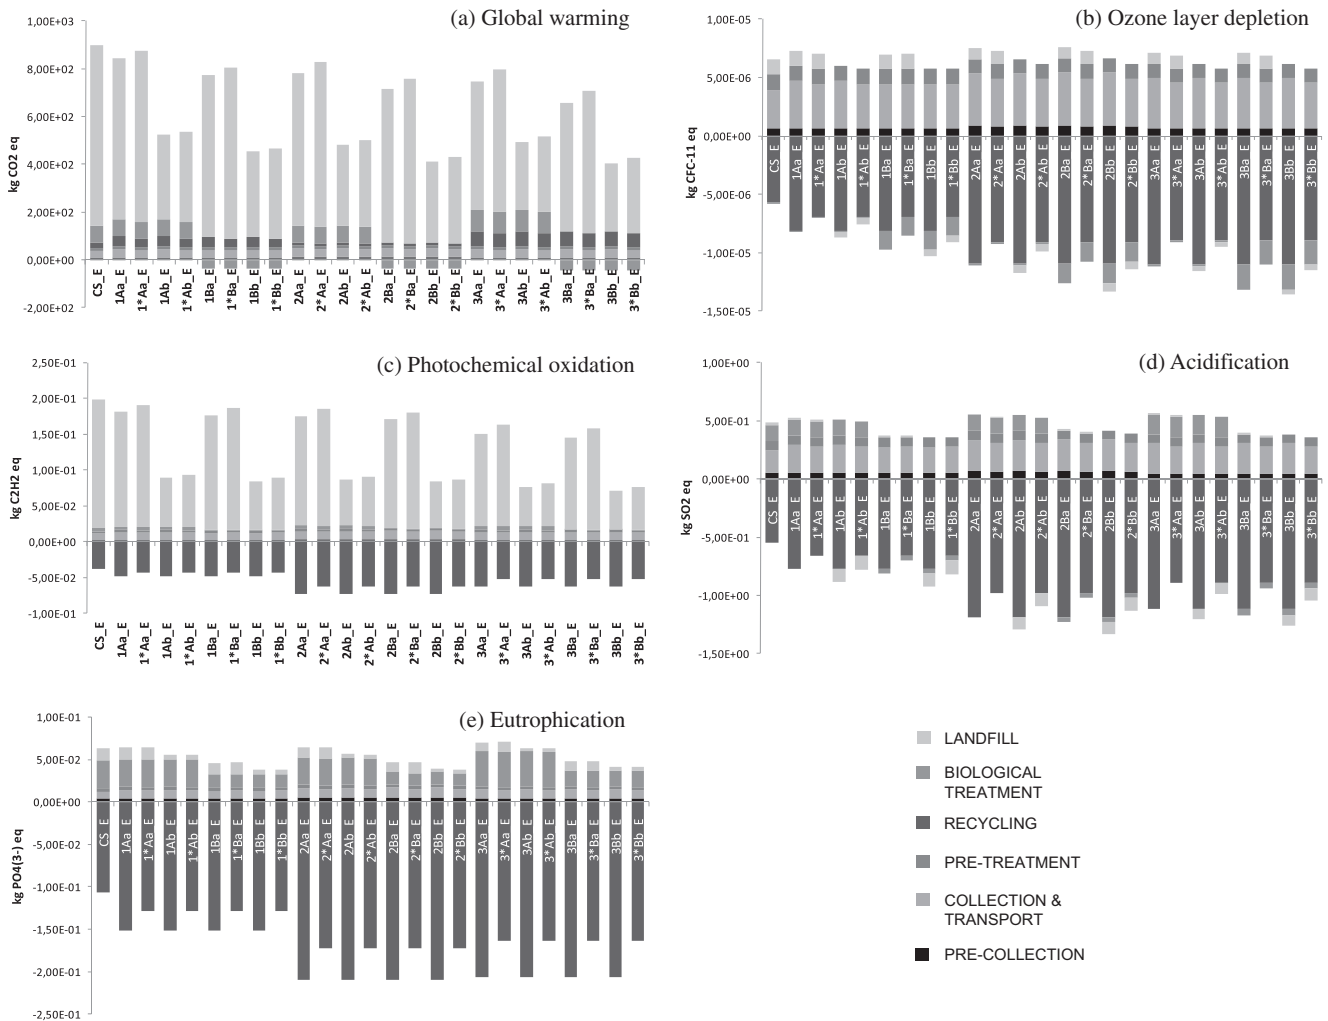 (a) Global warming
1,00E+03
8,00E+02
6,00E+02
4,00E+02
2,00E+02
0,00E+00
-2,00E+02
kg CO2 eq
CS_E 1Aa_E 1*Aa_E 1Ab_E 1*Ab_E 1Ba_E 1*Ba_E 1Bb_E 1*Bb_E 2Aa_E 2*Aa_E 2Ab_E 2*Ab_E 2Ba_E 2*Ba_E 2Bb_E 2*Bb_E 3Aa_E 3*Aa_E 3Ab_E 3*Ab_E 3Ba_E 3*Ba_E 3Bb_E 3*Bb_E
(b) Ozone layer depletion
1,00E-05
5,00E-06
0,00E+00
-5,00E-06
-1,00E-05
-1,50E-05
kg CFC-11 eq
CS_E 1Aa_E 1*Aa_E 1Ab_E 1*Ab_E 1Ba_E 1*Ba_E 1Bb_E 1*Bb_E 2Aa_E 2*Aa_E 2Ab_E 2*Ab_E 2Ba_E 2*Ba_E 2Bb_E 2*Bb_E 3Aa_E 3*Aa_E 3Ab_E 3*Ab_E 3Ba_E 3*Ba_E 3Bb_E 3*Bb_E
(c) Photochemical oxidation
2,50E-01
2,00E-01
1,50E-01
1,00E-01
5,00E-02
0,00E+00
-5,00E-02
-1,00E-01
kg C2H2 eq
CS_E 1Aa_E 1*Aa_E 1Ab_E 1*Ab_E 1Ba_E 1*Ba_E 1Bb_E 1*Bb_E 2Aa_E 2*Aa_E 2Ab_E 2*Ab_E 2Ba_E 2*Ba_E 2Bb_E 2*Bb_E 3Aa_E 3*Aa_E 3Ab_E 3*Ab_E 3Ba_E 3*Ba_E 3Bb_E 3*Bb_E
(d) Acidification
1,00E+00
5,00E-01
0,00E+00
-5,00E-01
-1,00E+00
-1,50E+00
kg SO2 eq
CS_E 1Aa_E 1*Aa_E 1Ab_E 1*Ab_E 1Ba_E 1*Ba_E 1Bb_E 1*Bb_E 2Aa_E 2*Aa_E 2Ab_E 2*Ab_E 2Ba_E 2*Ba_E 2Bb_E 2*Bb_E 3Aa_E 3*Aa_E 3Ab_E 3*Ab_E 3Ba_E 3*Ba_E 3Bb_E 3*Bb_E
(e) Eutrophication
1,00E-01
5,00E-02
0,00E+00
-5,00E-02
-1,00E-01
-1,50E-01
-2,00E-01
-2,50E-01
kg PO4(3-) eq
CS_E 1Aa_E 1*Aa_E 1Ab_E 1*Ab_E 1Ba_E 1*Ba_E 1Bb_E 1*Bb_E 2Aa_E 2*Aa_E 2Ab_E 2*Ab_E 2Ba_E 2*Ba_E 2Bb_E 2*Bb_E 3Aa_E 3*Aa_E 3Ab_E 3*Ab_E 3Ba_E 3*Ba_E 3Bb_E 3*Bb_E
LANDFILL
BIOLOGICAL
TREATMENT
RECYCLING
PRE-TREATMENT
COLLECTION &
TRANSPORT
PRE-COLLECTION